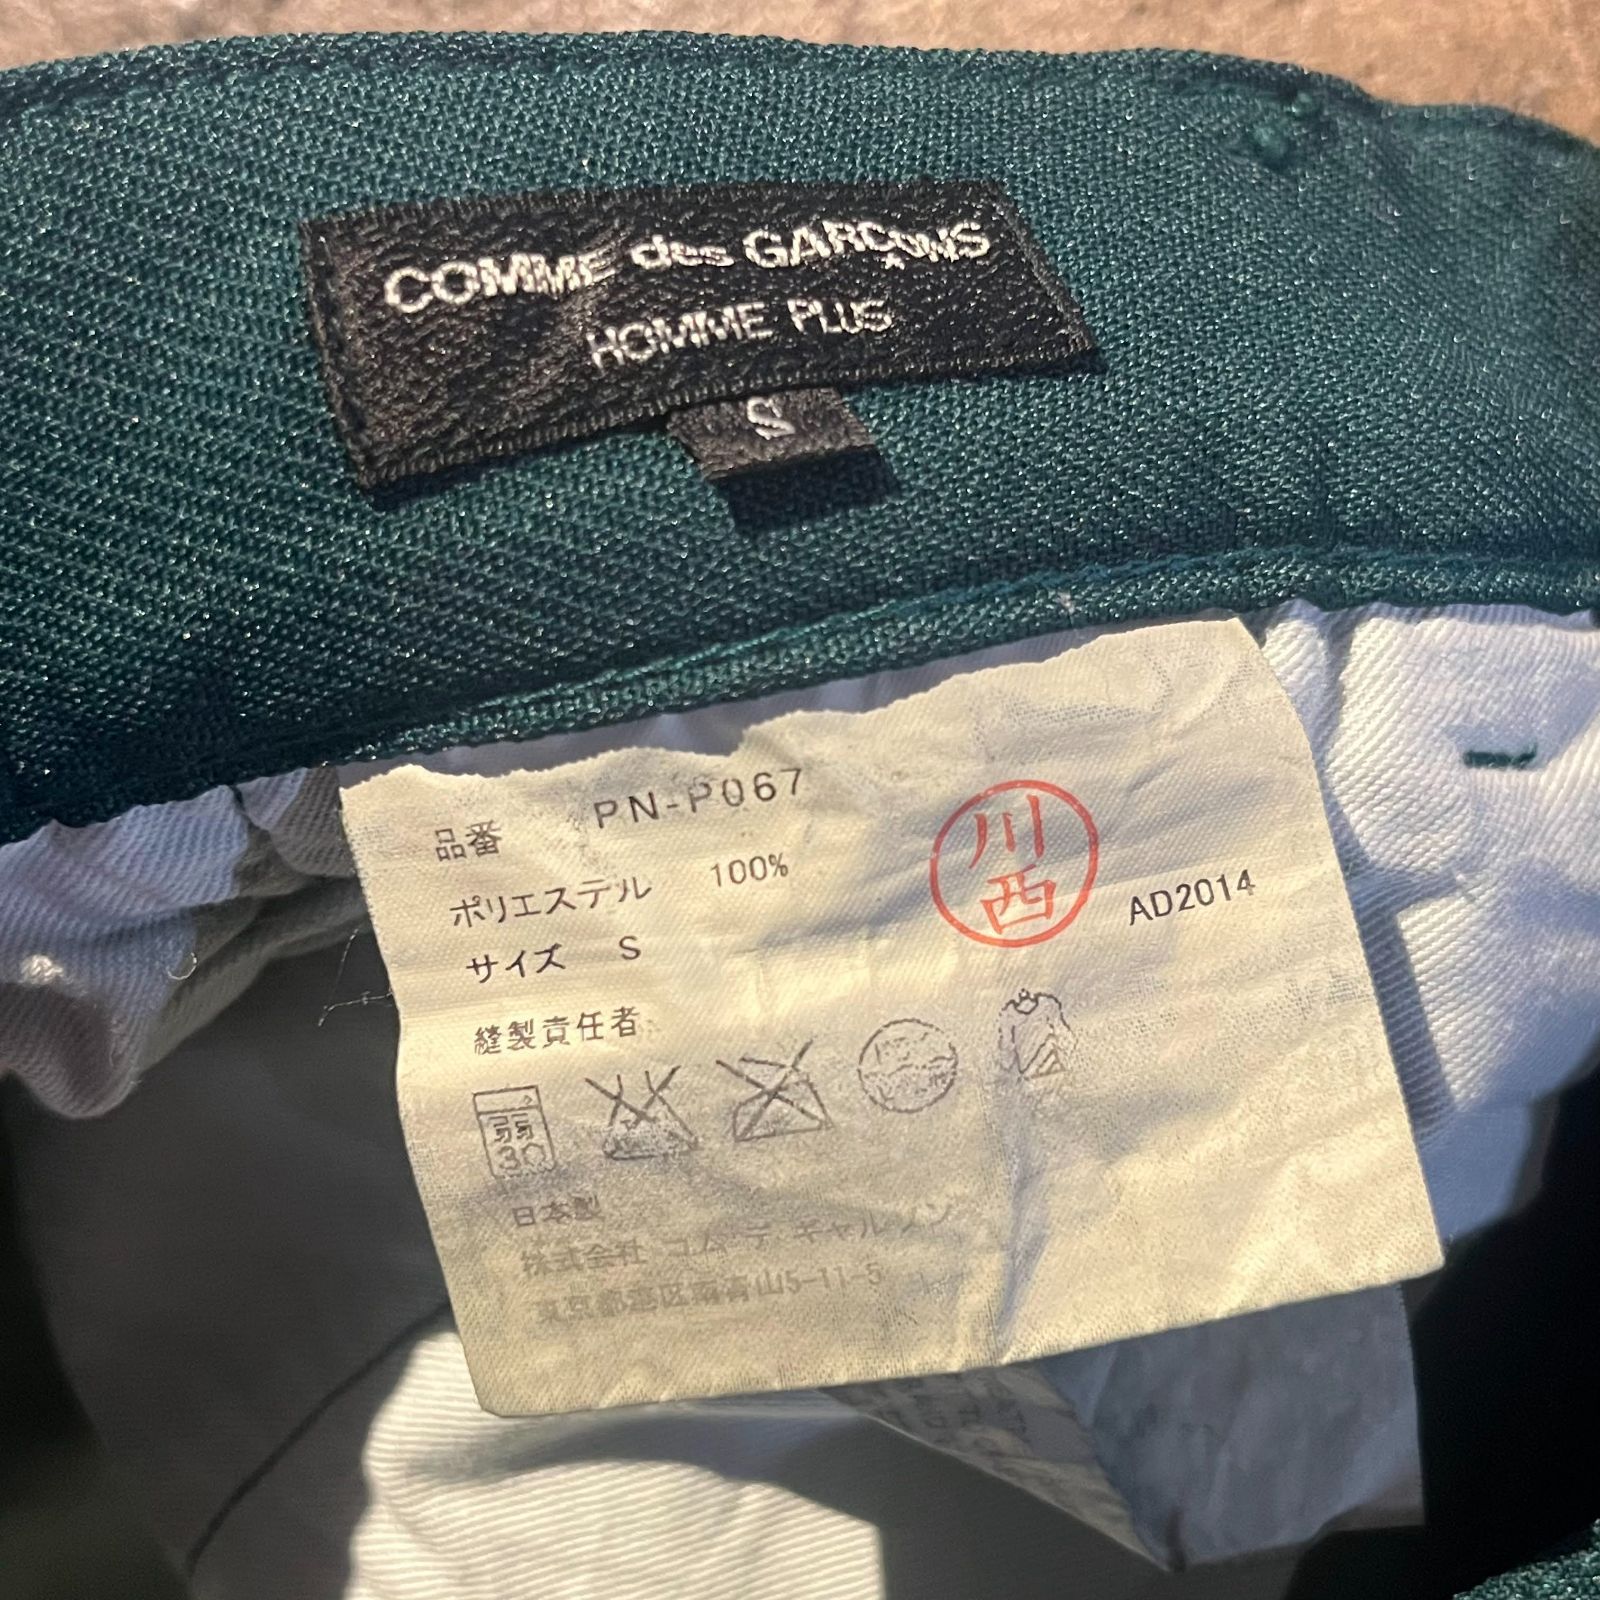 COMME des GARÇONS
HOMME PLUS
S
品番 PN-P067
ポリエステル 100%
サイズ S
縫製責任者
川西
AD2014
弱
30
日本製
株式会社 コム デ ギャルソン
東京都港区南青山5-11-5